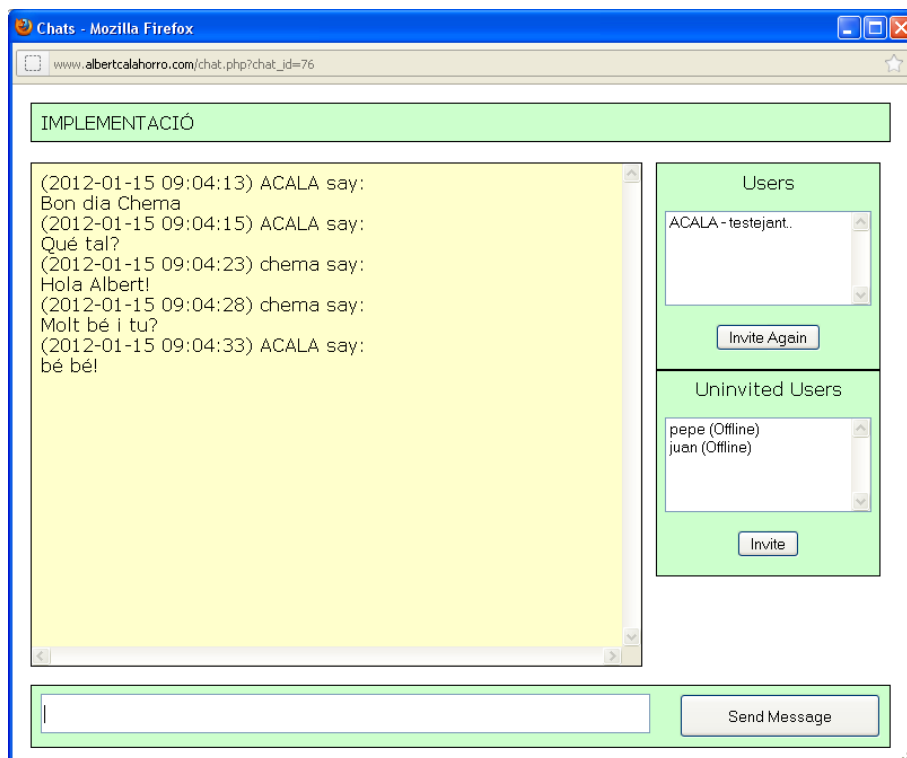 Chats - Mozilla Firefox
www.albertcalahorro.com/chat.php?chat_id=76
IMPLEMENTACIÓ
(2012-01-15 09:04:13) ACALA say:
Bon dia Chema
(2012-01-15 09:04:15) ACALA say:
Qué tal?
(2012-01-15 09:04:23) chema say:
Hola Albert!
(2012-01-15 09:04:28) chema say:
Molt bé i tu?
(2012-01-15 09:04:33) ACALA say:
bé bé!
Users
ACALA - testejant..
Invite Again
Uninvited Users
pepe (Offline)
juan (Offline)
Invite
Send Message